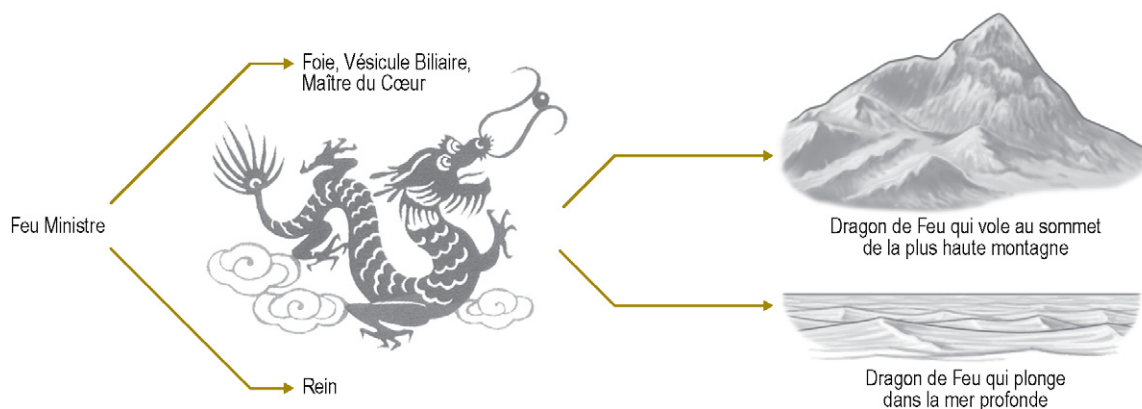 Foie, Vésicule Biliaire,
Maître du Cœur
Feu Ministre
Dragon de Feu qui vole au sommet
de la plus haute montagne
Rein
Dragon de Feu qui plonge
dans la mer profonde